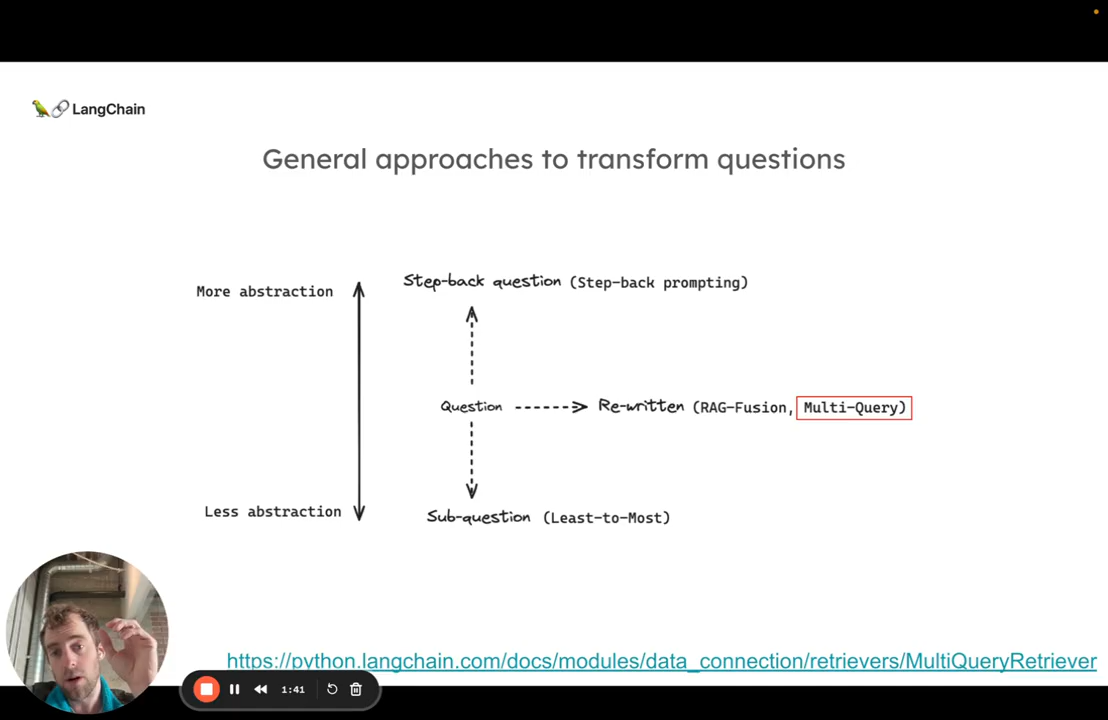 LangChain
General approaches to transform questions
More abstraction
Step-back question (Step-back prompting)
Question
Re-written (RAG-Fusion, Multi-Query)
Less abstraction
Sub-question (Least-to-Most)
https://python.langchain.com/docs/modules/data_connection/retrievers/MultiQueryRetriever
1:41